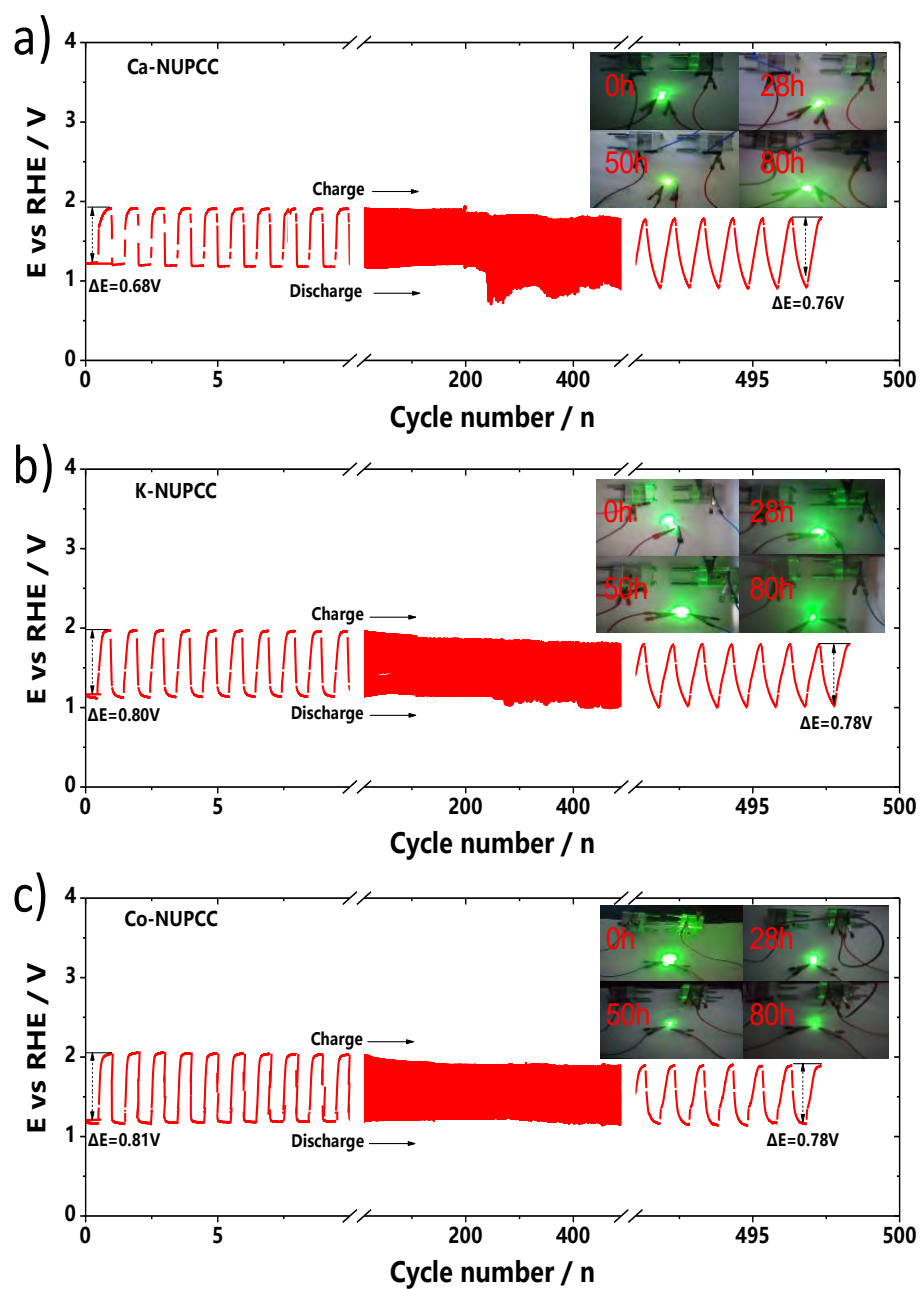 a)
Ca-NUPCC
0h
28h
50h
80h
Charge
Discharge
ΔE=0.68V
ΔE=0.76V
E vs RHE / V
4
3
2
1
0
0
5
200
400
495
500
Cycle number / n
b)
K-NUPCC
0h
28h
50h
80h
Charge
Discharge
ΔE=0.80V
ΔE=0.78V
E vs RHE / V
4
3
2
1
0
0
5
200
400
495
500
Cycle number / n
c)
Co-NUPCC
0h
28h
50h
80h
Charge
Discharge
ΔE=0.81V
ΔE=0.78V
E vs RHE / V
4
3
2
1
0
0
5
200
400
495
500
Cycle number / n